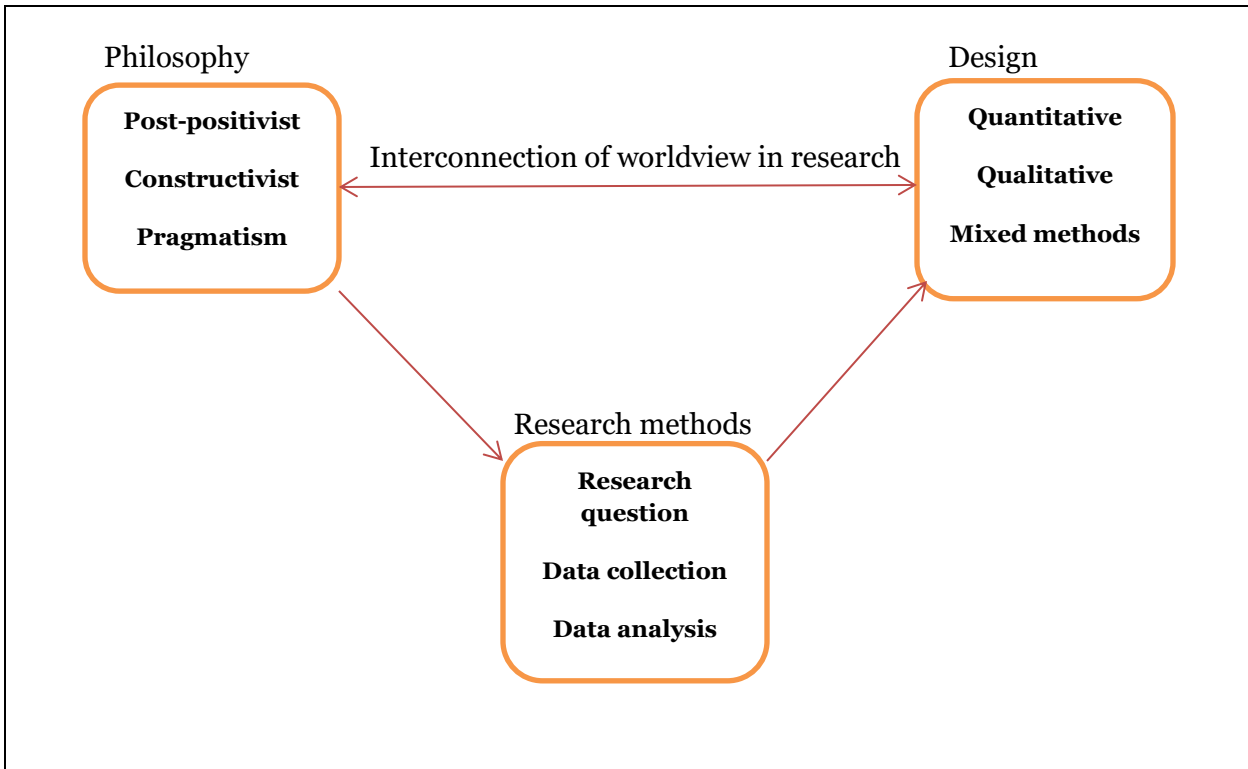 Philosophy
Post-positivist
Constructivist
Pragmatism
Interconnection of worldview in research
Design
Quantitative
Qualitative
Mixed methods
Research methods
Research
question
Data collection
Data analysis